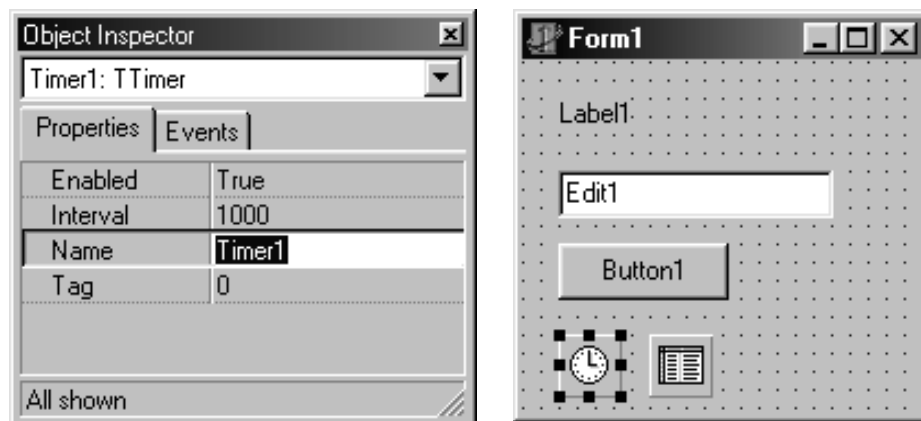 Object Inspector
Timer1: TTimer
Properties Events
Enabled True
Interval 1000
Name Timer1
Tag 0
All shown
Form1
Label1
Edit1
Button1